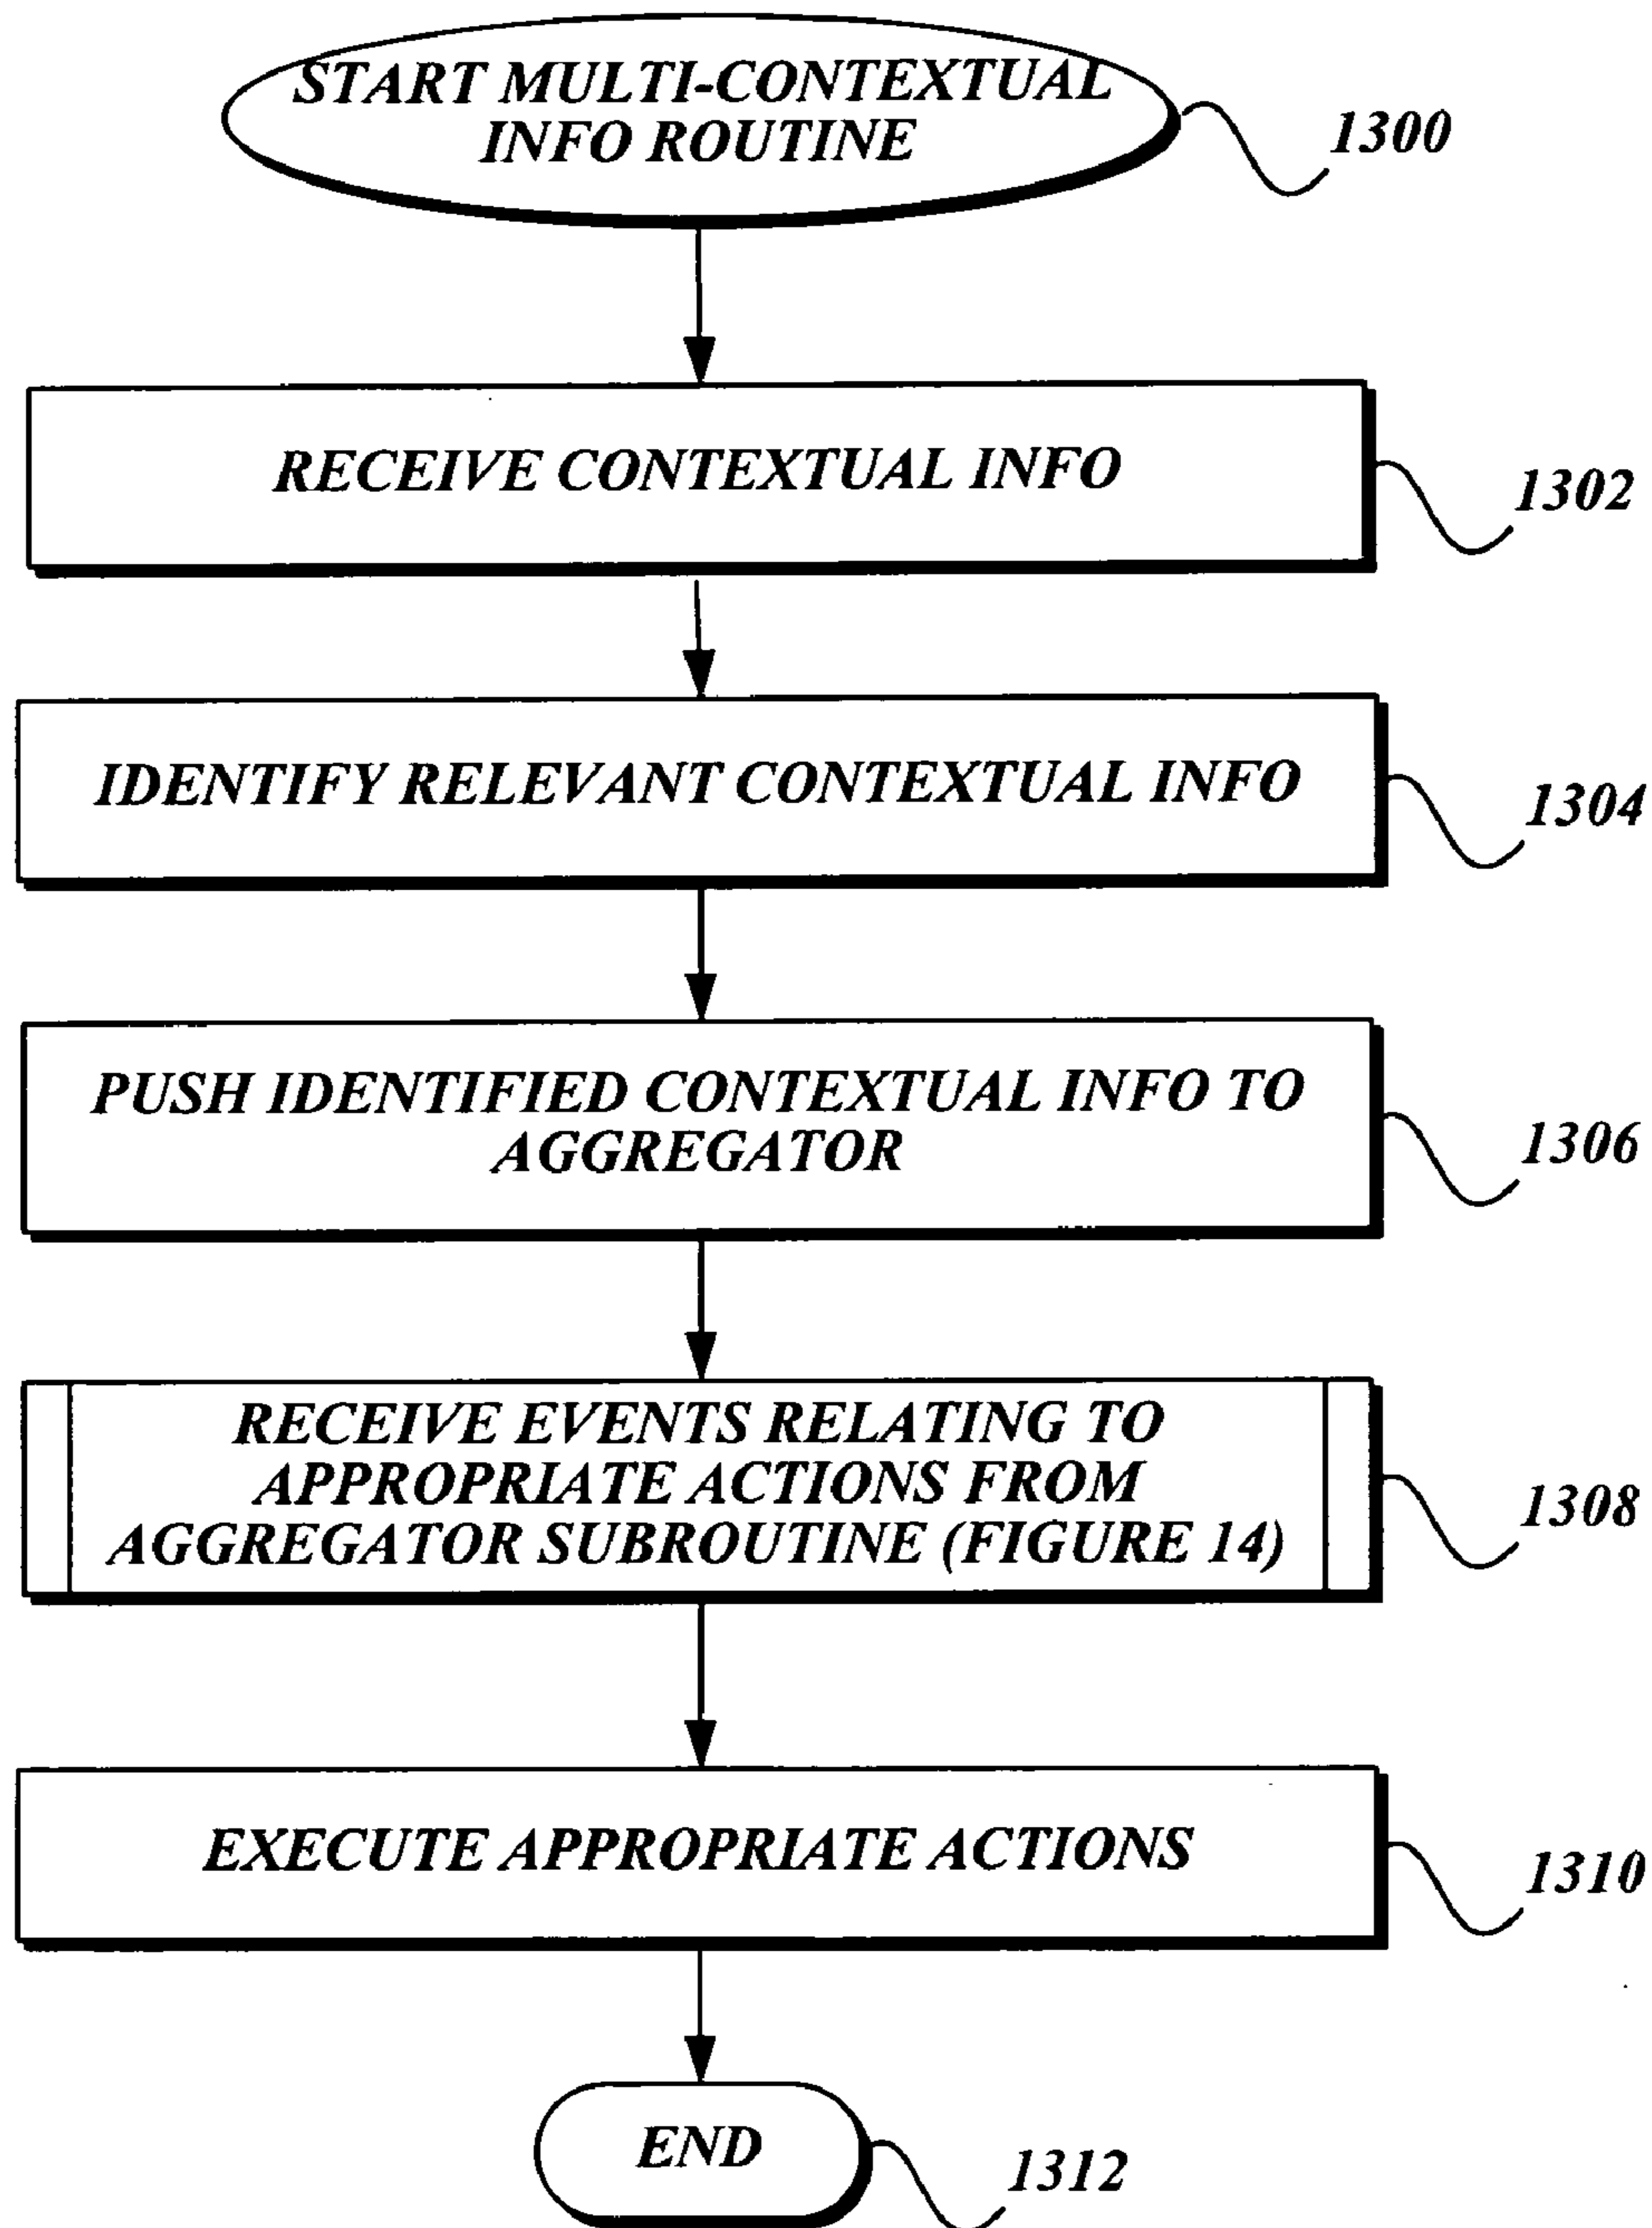 START MULTI-CONTEXTUAL
INFO ROUTINE
1300
RECEIVE CONTEXTUAL INFO
1302
IDENTIFY RELEVANT CONTEXTUAL INFO
1304
PUSH IDENTIFIED CONTEXTUAL INFO TO
AGGREGATOR
1306
RECEIVE EVENTS RELATING TO
APPROPRIATE ACTIONS FROM
AGGREGATOR SUBROUTINE (FIGURE 14)
1308
EXECUTE APPROPRIATE ACTIONS
1310
END
1312